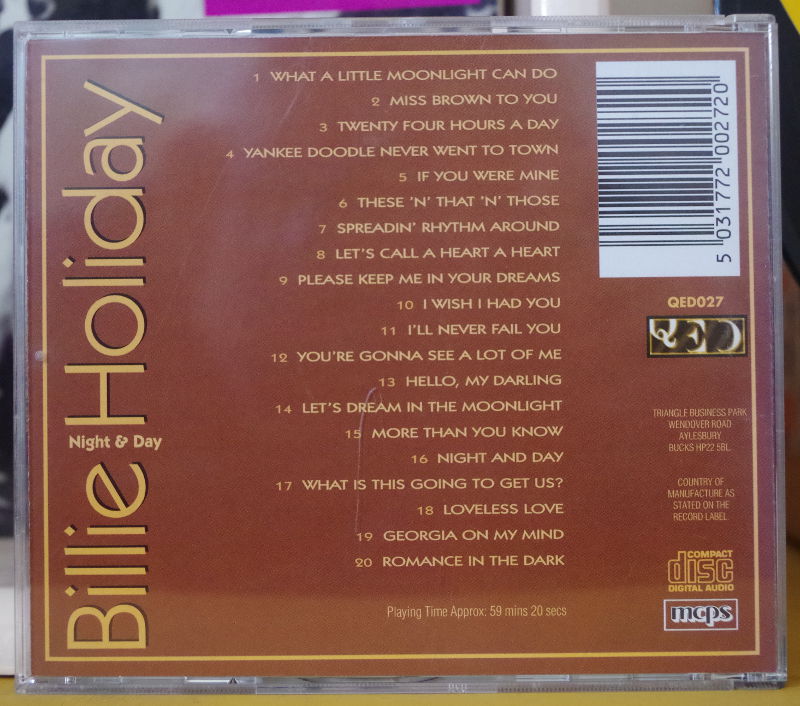 Billie Holiday
Night & Day
1 WHAT A LITTLE MOONLIGHT CAN DO
2 MISS BROWN TO YOU
3 TWENTY FOUR HOURS A DAY
4 YANKEE DOODLE NEVER WENT TO TOWN
5 IF YOU WERE MINE
6 THESE 'N' THAT 'N' THOSE
7 SPREADIN' RHYTHM AROUND
8 LET'S CALL A HEART A HEART
9 PLEASE KEEP ME IN YOUR DREAMS
10 I WISH I HAD YOU
11 I'LL NEVER FAIL YOU
12 YOU'RE GONNA SEE A LOT OF ME
13 HELLO, MY DARLING
14 LET'S DREAM IN THE MOONLIGHT
15 MORE THAN YOU KNOW
16 NIGHT AND DAY
17 WHAT IS THIS GOING TO GET US?
18 LOVELESS LOVE
19 GEORGIA ON MY MIND
20 ROMANCE IN THE DARK
Playing Time Approx: 59 mins 20 secs
5 031772 002720
QED027
QED
TRIANGLE BUSINESS PARK
WENDOVER ROAD
AYLESBURY
BUCKS HP22 5BL.
COUNTRY OF
MANUFACTURE AS
STATED ON THE
RECORD LABEL
COMPACT
disc
DIGITAL AUDIO
mcps